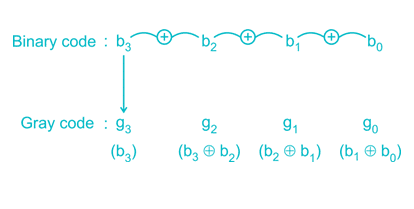 Binary code : b₃ ⊕ b₂ ⊕ b₁ ⊕ b₀
Gray code : g₃ g₂ g₁ g₀
(b₃) (b₃ ⊕ b₂) (b₂ ⊕ b₁) (b₁ ⊕ b₀)